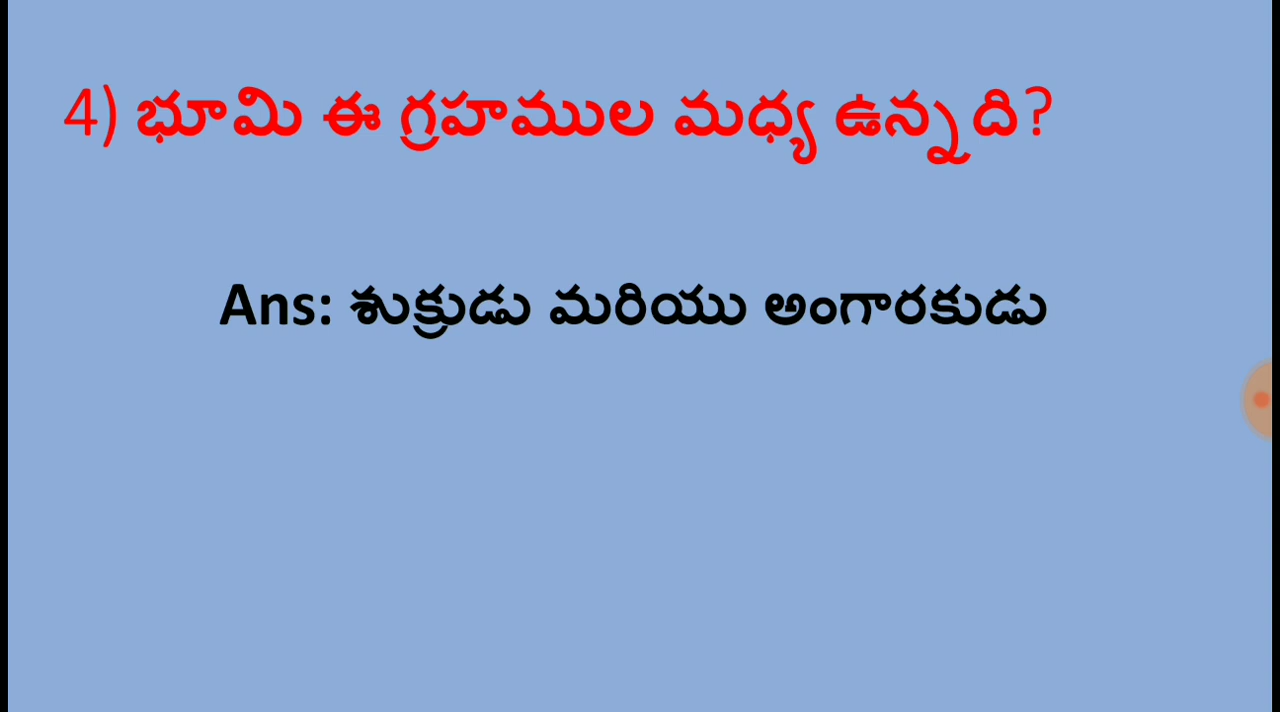 4) భూమి ఈ గ్రహముల మధ్య ఉన్నది?
Ans: శుక్రుడు మరియు అంగారకుడు